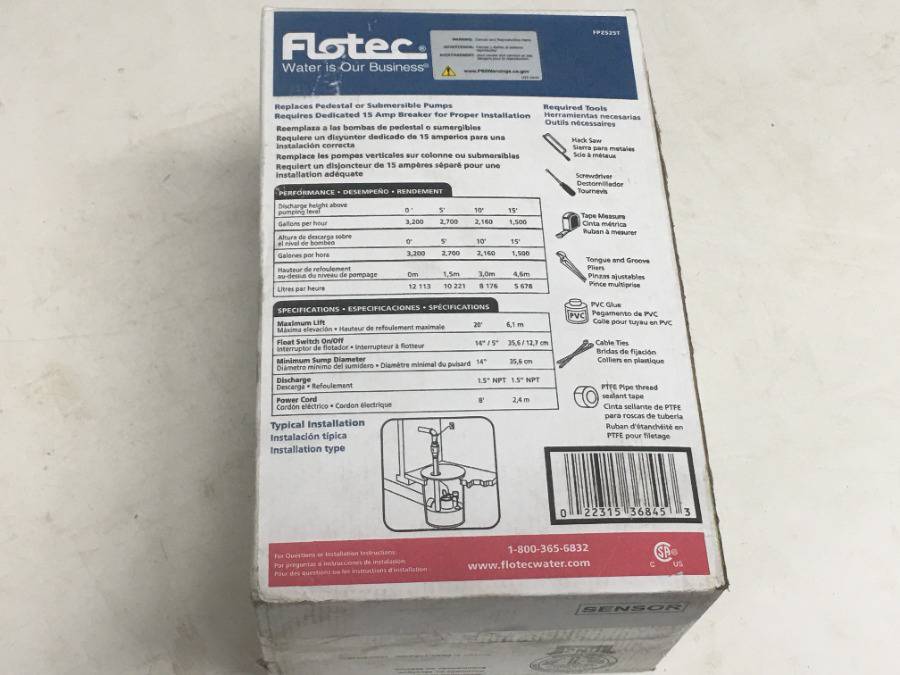 Flotec®
Water is Our Business®
www.P65Warnings.ca.gov
Replaces Pedestal or Submersible Pumps
Requires Dedicated 15 Amp Breaker for Proper Installation
Reemplaza a las bombas de pedestal o sumergibles
Requiere un disyuntor dedicado de 15 amperios para una
instalación correcta
Remplace les pompes verticales sur colonne ou submersibles
Requiert un disjoncteur de 15 ampères séparé pour une
installation adéquate
PERFORMANCE • DESEMPEÑO • RENDEMENT
Discharge height above
pumping level 0' 5' 10' 15'
Gallons per hour 3,200 2,700 2,160 1,500
Altura de descarga sobre
el nivel de bombeo 0' 5' 10' 15'
Galones por hora 3,200 2,700 2,160 1,500
Hauteur de refoulement
au-dessus du niveau de pompage 0m 1,5m 3,0m 4,6m
Litres par heure 12 113 10 221 8 176 5 678
SPECIFICATIONS • ESPECIFICACIONES • SPÉCIFICATIONS
Maximum Lift
Máxima elevación • Hauteur de refoulement maximale 20' 6,1 m
Float Switch On/Off
Interruptor de flotador • Interrupteur à flotteur 14" / 5" 35,6 / 12,7 cm
Minimum Sump Diameter
Diámetro mínimo del sumidero • Diamètre minimal du puisard 14" 35,6 cm
Discharge
Descarga • Refoulement 1.5" NPT 1.5" NPT
Power Cord
Cordón eléctrico • Cordon électrique 8' 2,4 m
Typical Installation
Instalación típica
Installation type
Required Tools
Herramientas necesarias
Outils nécessaires
Hack Saw
Sierra para metales
Scie à métaux
Screwdriver
Destornillador
Tournevis
Tape Measure
Cinta métrica
Ruban à mesurer
Tongue and Groove
Pliers
Pinzas ajustables
Pince multiprise
PVC
PVC Glue
Pegamento de PVC
Colle pour tuyau en PVC
Cable Ties
Bridas de fijación
Colliers en plastique
PTFE Pipe thread
sealant tape
Cinta sellante de PTFE
para roscas de tubería
Ruban d'étanchéité en
PTFE pour filetage
0 22315 36845 3
For Questions or Installation Instructions:
Par preguntas o instrucciones de instalación:
Pour des questions ou les instructions d'installation:
1-800-365-6832
www.flotecwater.com
C US
SENSOR